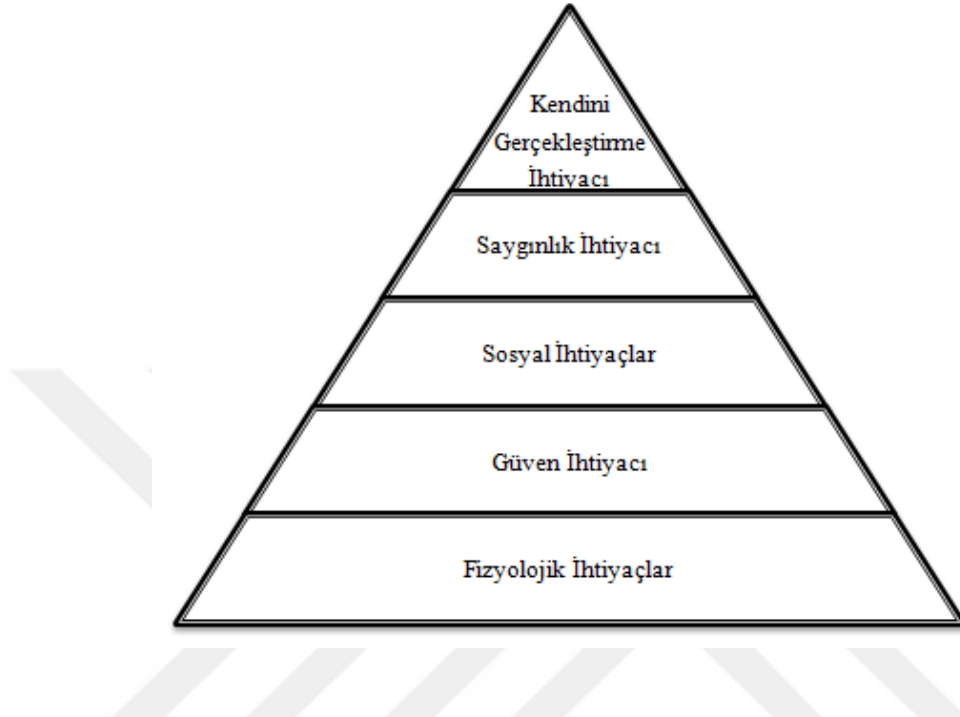 Kendini
Gerçekleştirme
İhtiyacı
Saygınlık İhtiyacı
Sosyal İhtiyaçlar
Güven İhtiyacı
Fizyolojik İhtiyaçlar